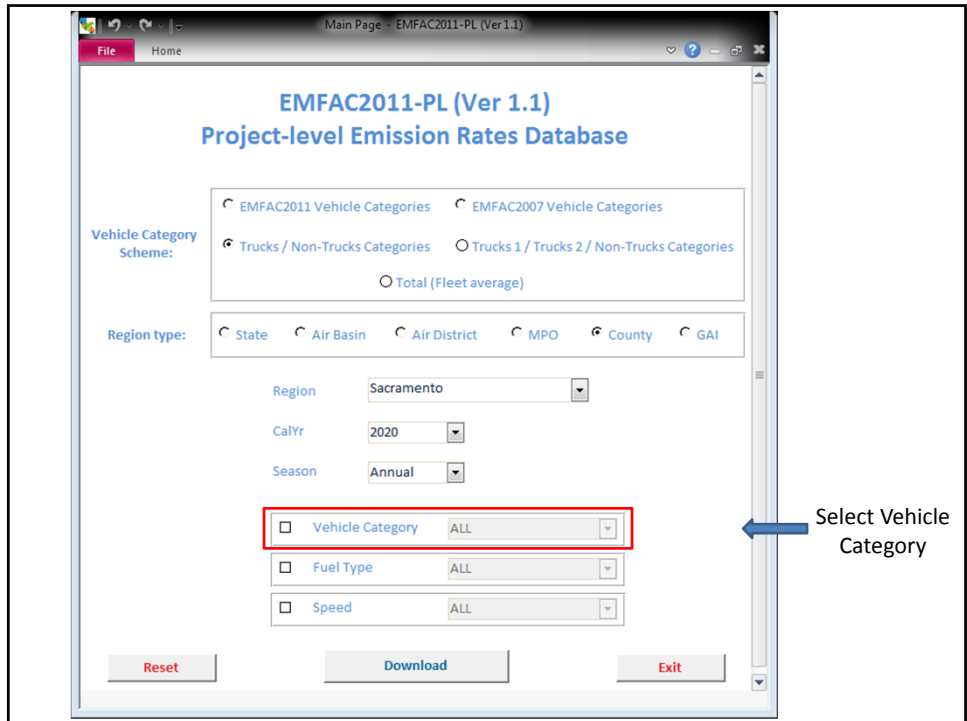 Main Page - EMFAC2011-PL (Ver 1.1)
File Home
EMFAC2011-PL (Ver 1.1)
Project-level Emission Rates Database
Vehicle Category
Scheme:
EMFAC2011 Vehicle Categories EMFAC2007 Vehicle Categories
Trucks / Non-Trucks Categories Trucks 1 / Trucks 2 / Non-Trucks Categories
Total (Fleet average)
Region type: State Air Basin Air District MPO County GAI
Region Sacramento
CalYr 2020
Season Annual
Vehicle Category ALL
Select Vehicle
Category
Fuel Type ALL
Speed ALL
Reset Download Exit